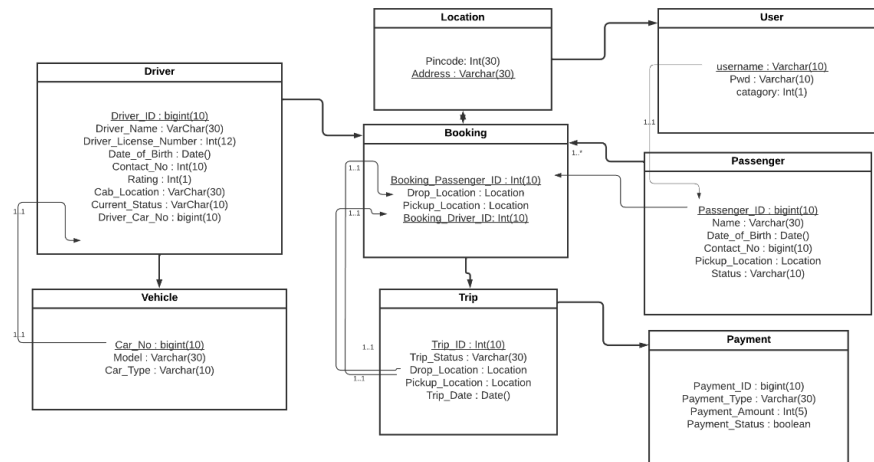 Location
Pincode: Int(30)
Address : Varchar(30)
User
username : Varchar(10)
Pwd : Varchar(10)
catagory: Int(1)
1..1
Driver
Driver_ID : bigint(10)
Driver_Name : VarChar(30)
Driver_License_Number : Int(12)
Date_of_Birth : Date()
Contact_No : Int(10)
Rating : Int(1)
Cab_Location : VarChar(30)
Current_Status : VarChar(10)
Driver_Car_No : bigint(10)
1..1
Booking
1..*
1..1
1..1
Booking_Passenger_ID : Int(10)
Drop_Location : Location
Pickup_Location : Location
Booking_Driver_ID: Int(10)
Passenger
Passenger_ID : bigint(10)
Name : Varchar(30)
Date_of_Birth : Date()
Contact_No : bigint(10)
Pickup_Location : Location
Status : Varchar(10)
Vehicle
1..1
Car_No : bigint(10)
Model : Varchar(30)
Car_Type : Varchar(10)
Trip
Trip_ID : Int(10)
Trip_Status : Varchar(30)
Drop_Location : Location
Pickup_Location : Location
Trip_Date : Date()
1..1
1..1
Payment
Payment_ID : bigint(10)
Payment_Type : Varchar(30)
Payment_Amount : Int(5)
Payment_Status : boolean